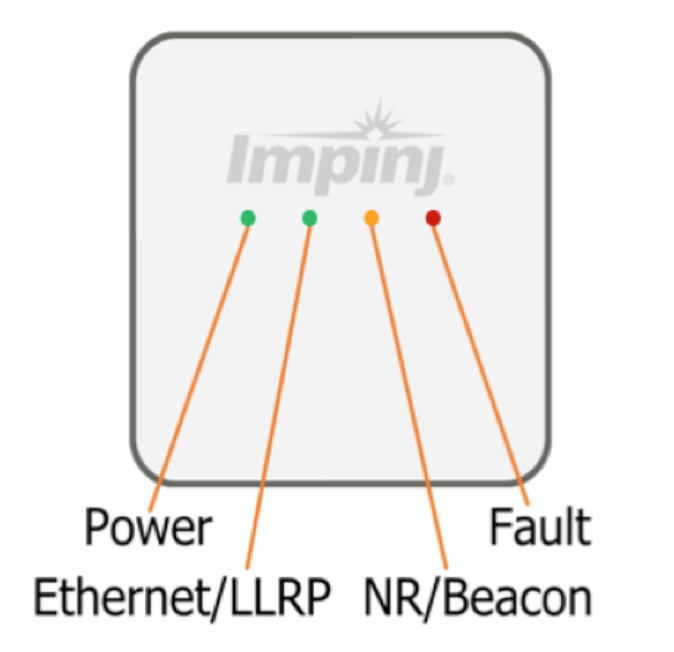 Impinj®
Power
Fault
Ethernet/LLRP
NR/Beacon